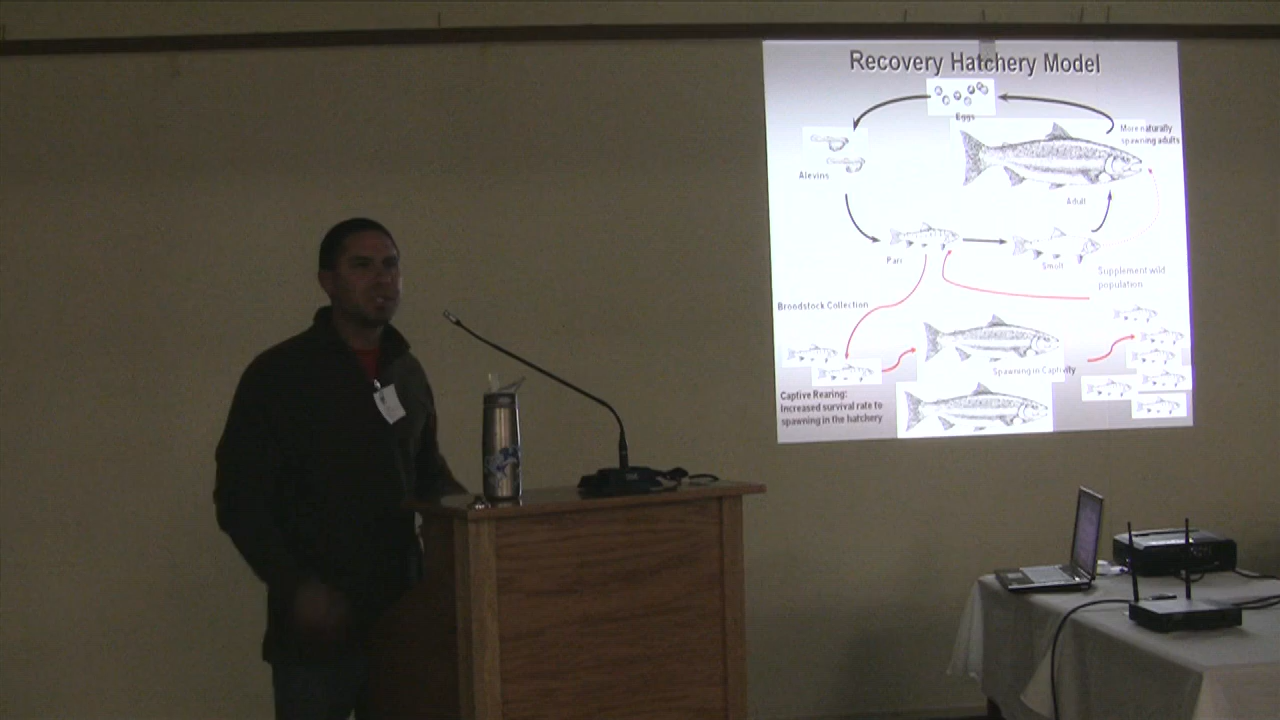 Recovery Hatchery Model
Eggs
More naturally
spawning adults
Alevins
Adult
Parr
Smolt
Supplement wild
population
Broodstock Collection
Spawning in Captivity
Captive Rearing:
Increased survival rate to
spawning in the hatchery